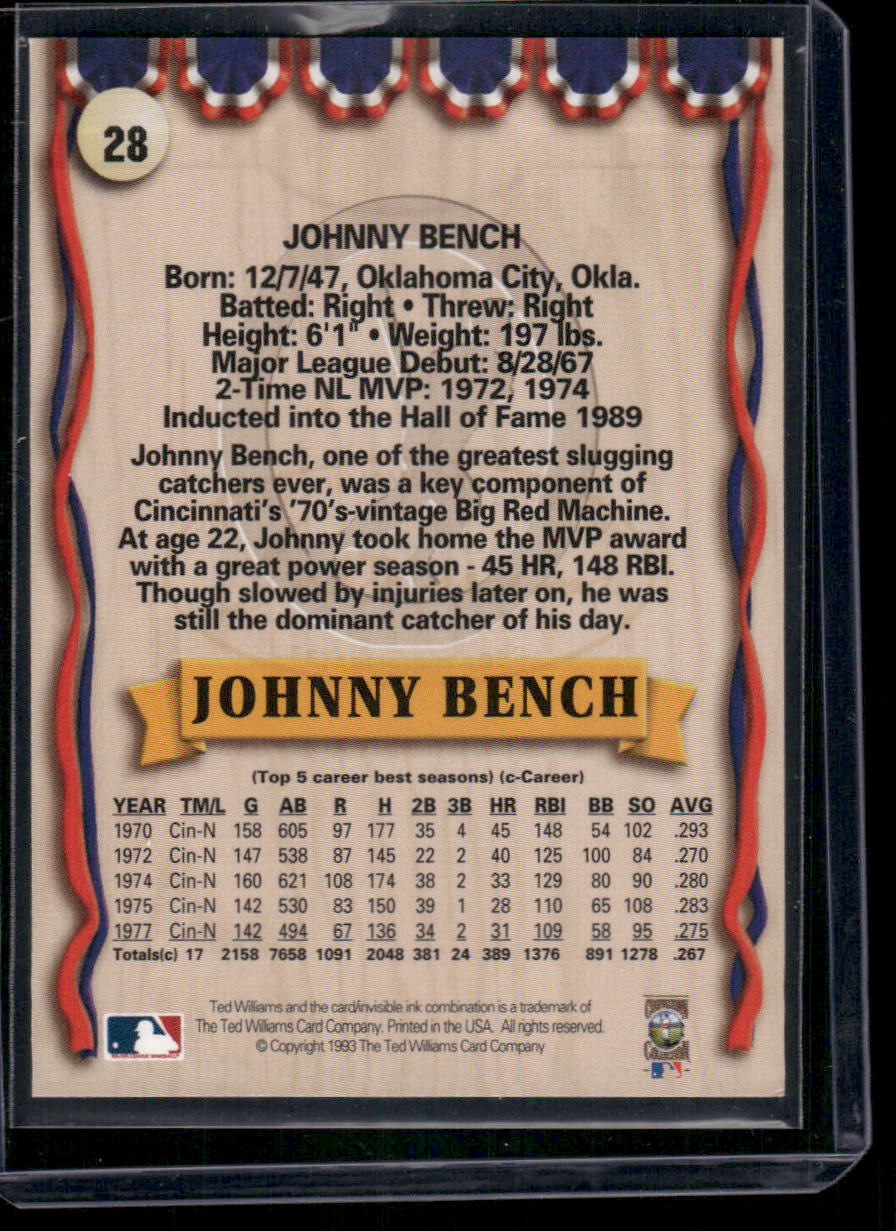 28
JOHNNY BENCH
Born: 12/7/47, Oklahoma City, Okla.
Batted: Right • Threw: Right
Height: 6'1" • Weight: 197 lbs.
Major League Debut: 8/28/67
2-Time NL MVP: 1972, 1974
Inducted into the Hall of Fame 1989
Johnny Bench, one of the greatest slugging
catchers ever, was a key component of
Cincinnati's '70's-vintage Big Red Machine.
At age 22, Johnny took home the MVP award
with a great power season - 45 HR, 148 RBI.
Though slowed by injuries later on, he was
still the dominant catcher of his day.
JOHNNY BENCH
(Top 5 career best seasons) (c-Career)
YEAR TM/L G AB R H 2B 3B HR RBI BB SO AVG
1970 Cin-N 158 605 97 177 35 4 45 148 54 102 .293
1972 Cin-N 147 538 87 145 22 2 40 125 100 84 .270
1974 Cin-N 160 621 108 174 38 2 33 129 80 90 .280
1975 Cin-N 142 530 83 150 39 1 28 110 65 108 .283
1977 Cin-N 142 494 67 136 34 2 31 109 58 95 .275
Totals(c) 17 2158 7658 1091 2048 381 24 389 1376 891 1278 .267
Ted Williams and the card/invisible ink combination is a trademark of
The Ted Williams Card Company. Printed in the USA. All rights reserved.
© Copyright 1993 The Ted Williams Card Company
MAJOR LEAGUE BASEBALL
COOPERSTOWN
COLLECTION